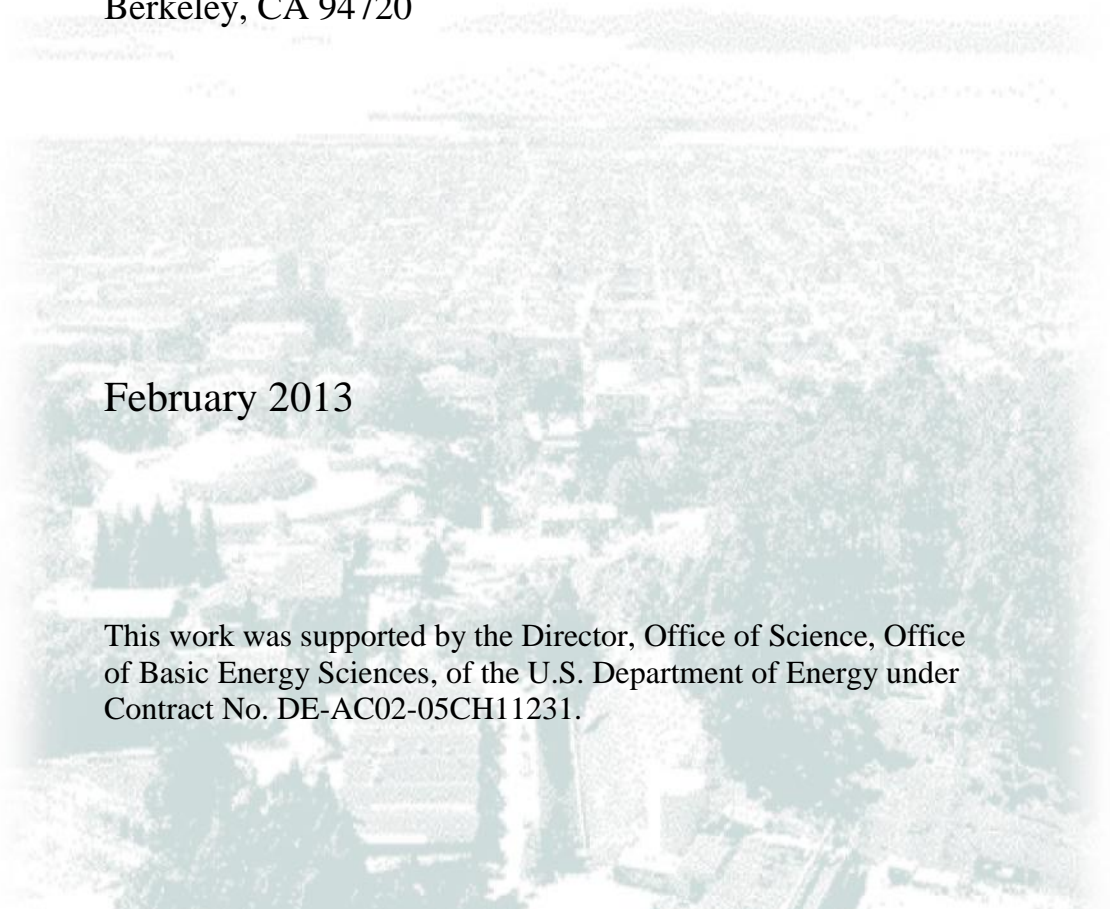 Berkeley, CA 94720
February 2013
This work was supported by the Director, Office of Science, Office
of Basic Energy Sciences, of the U.S. Department of Energy under
Contract No. DE-AC02-05CH11231.